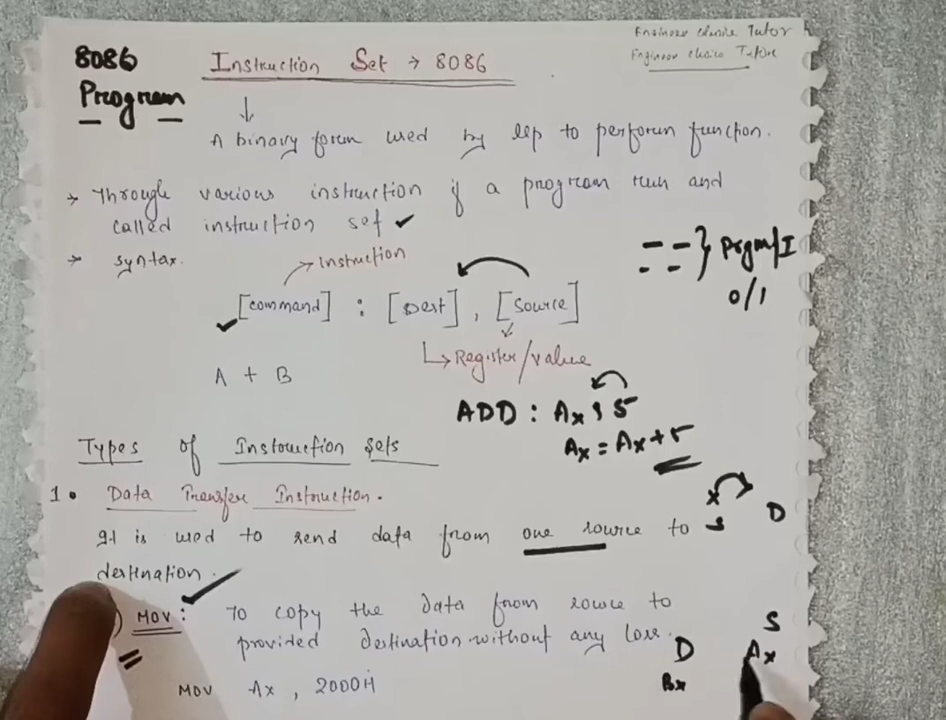 Engineer choice Tutor
Engineer choice Tutor
8086
Program
Instruction Set → 8086
↓
A binary form used by up to perform function.
→ Through various instruction if a program run and
called instruction set ✓
→ syntax.
→ Instruction
[command] : [Dest] , [Source]
↳ Register/value
} Prgm/I
0/1
A + B
ADD : Ax , 5
Ax = Ax + 5
Types of Instruction sets
1. Data Transfer Instruction.
It is used to send data from one source to
destination.
S D
MOV: To copy the data from source to
provided destination without any loss.
D S
Bx Ax
MOV Ax , 2000H